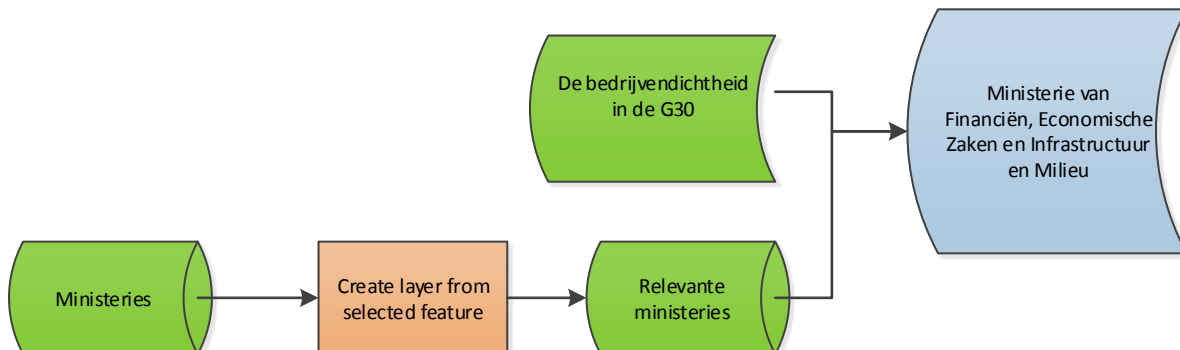 De bedrijvendichtheid
in de G30
Ministerie van
Financiën, Economische
Zaken en Infrastructuur
en Milieu
Ministeries
Create layer from
selected feature
Relevante
ministeries